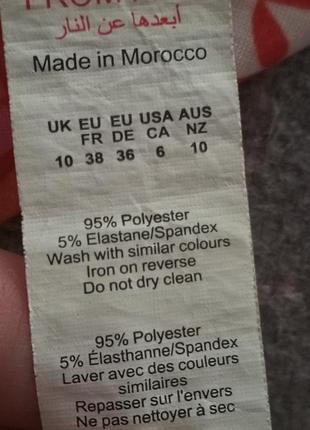 أبعدها عن النار
Made in Morocco
UK EU EU USA AUS
FR DE CA NZ
10 38 36 6 10
95% Polyester
5% Elastane/Spandex
Wash with similar colours
Iron on reverse
Do not dry clean
95% Polyester
5% Élasthanne/Spandex
Laver avec des couleurs
similaires
Repasser sur l'envers
Ne pas nettoyer à sec